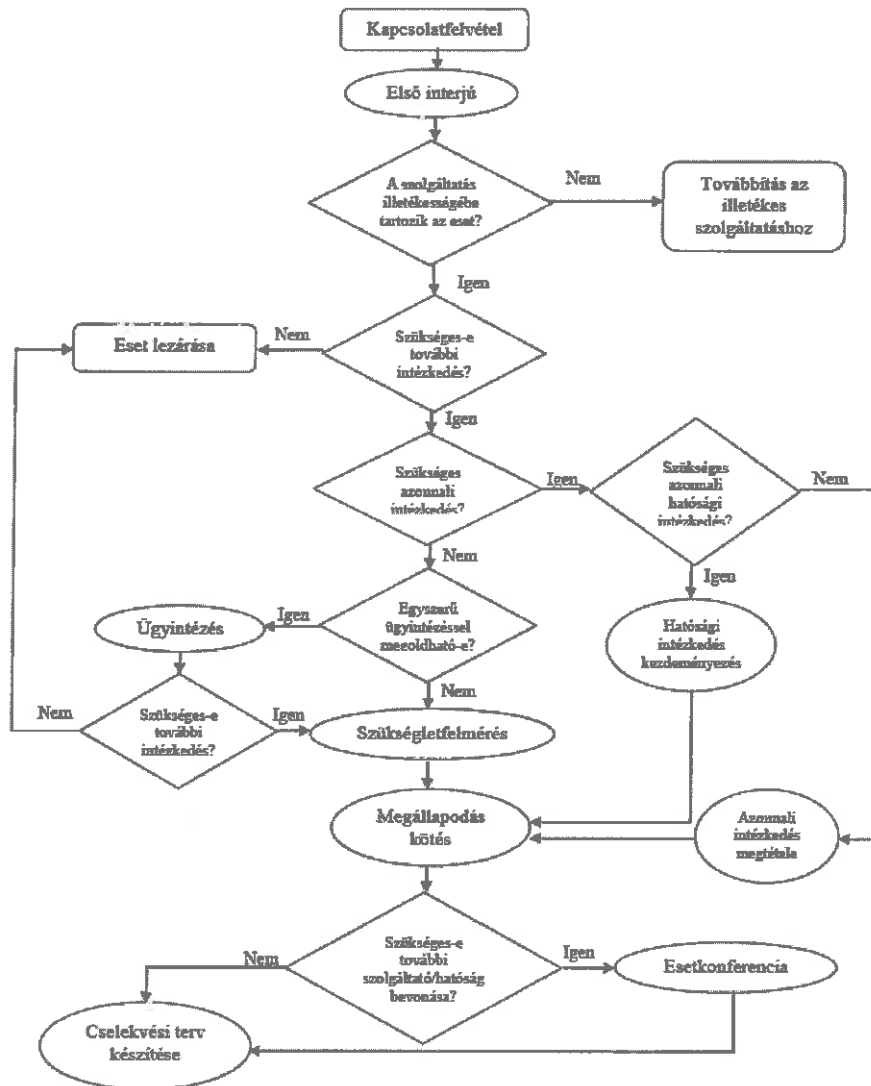 Kapcsolatfelvétel
Első interjú
A szolgáltatás
illetékességébe
tartozik az eset?
Nem
Továbbítás az
illetékes
szolgáltatáshoz
Igen
Eset lezárása
Nem
Szükséges-e
további
intézkedés?
Igen
Szükséges
azonnali
intézkedés?
Igen
Szükséges
azonnali
hatósági
intézkedés?
Nem
Nem
Igen
Ügyintézés
Igen
Egyszerű
ügyintézéssel
megoldható-e?
Hatósági
intézkedés
kezdeményezés
Nem
Nem
Szükséges-e
további
intézkedés?
Igen
Szükségletfelmérés
Megállapodás
kötés
Azonnali
intézkedés
megtétala
Nem
Szükséges-e
további
szolgáltató/hatóság
bevonása?
Igen
Esetkonferencia
Cselekvési terv
készítése